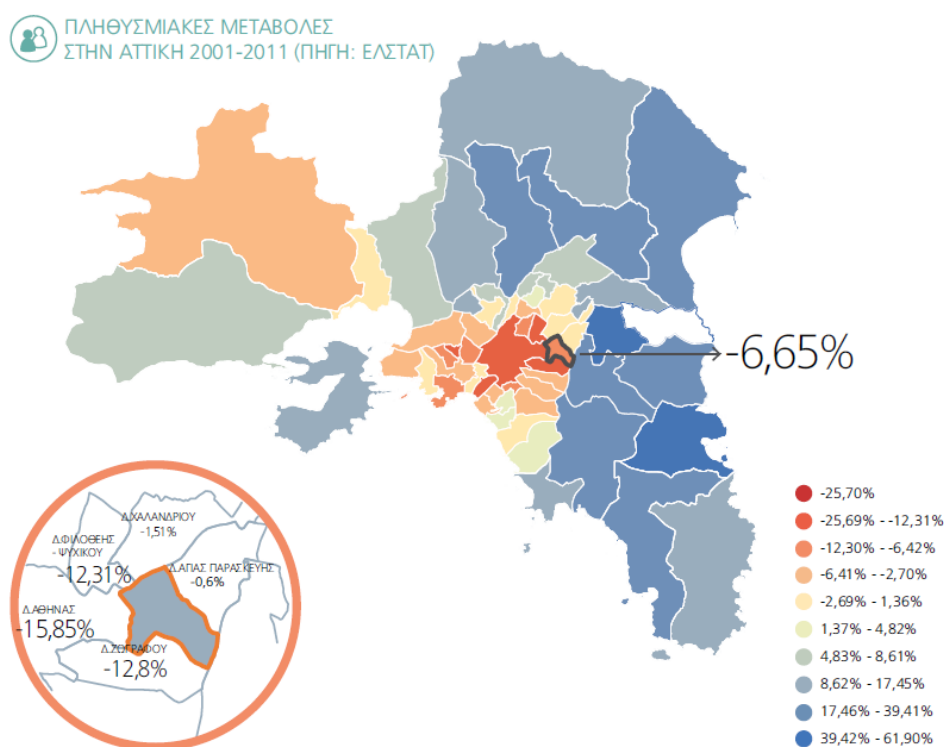 ΠΛΗΘΥΣΜΙΑΚΕΣ ΜΕΤΑΒΟΛΕΣ
ΣΤΗΝ ΑΤΤΙΚΗ 2001-2011 (ΠΗΓΗ: ΕΛΣΤΑΤ)
-6,65%
Δ.ΧΑΛΑΝΔΡΙΟΥ
-1,51%
Δ.ΦΙΛΟΘΕΗΣ
- ΨΥΧΙΚΟΥ
-12,31%
Δ.ΑΓΙΑΣ ΠΑΡΑΣΚΕΥΗΣ
-0,6%
Δ.ΑΘΗΝΑΣ
-15,85%
Δ.ΖΩΓΡΑΦΟΥ
-12,8%
-25,70%
-25,69% - -12,31%
-12,30% - -6,42%
-6,41% - -2,70%
-2,69% - 1,36%
1,37% - 4,82%
4,83% - 8,61%
8,62% - 17,45%
17,46% - 39,41%
39,42% - 61,90%